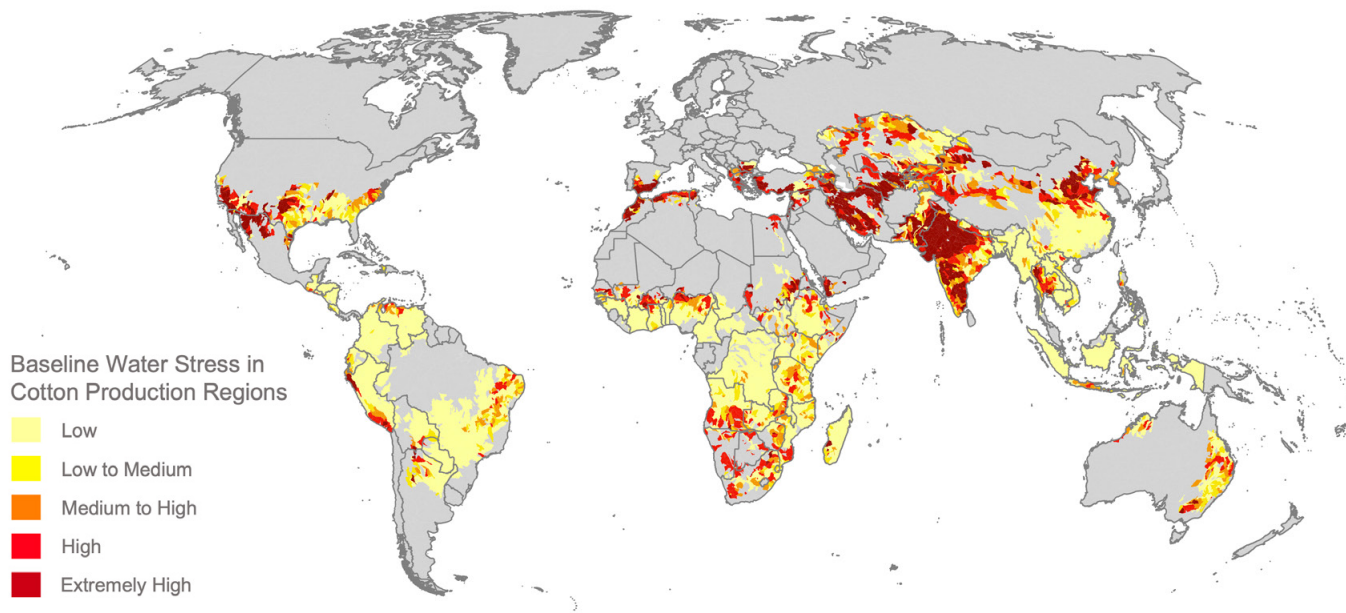 Baseline Water Stress in
Cotton Production Regions
Low
Low to Medium
Medium to High
High
Extremely High